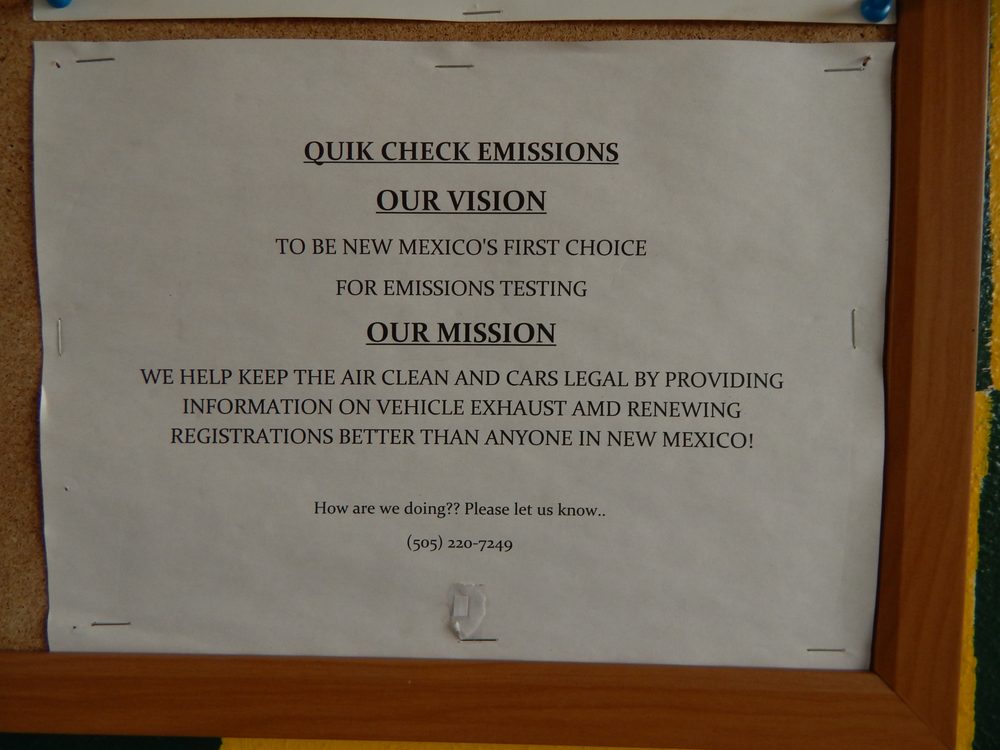 QUIK CHECK EMISSIONS
OUR VISION
TO BE NEW MEXICO'S FIRST CHOICE
FOR EMISSIONS TESTING
OUR MISSION
WE HELP KEEP THE AIR CLEAN AND CARS LEGAL BY PROVIDING
INFORMATION ON VEHICLE EXHAUST AMD RENEWING
REGISTRATIONS BETTER THAN ANYONE IN NEW MEXICO!
How are we doing?? Please let us know..
(505) 220-7249